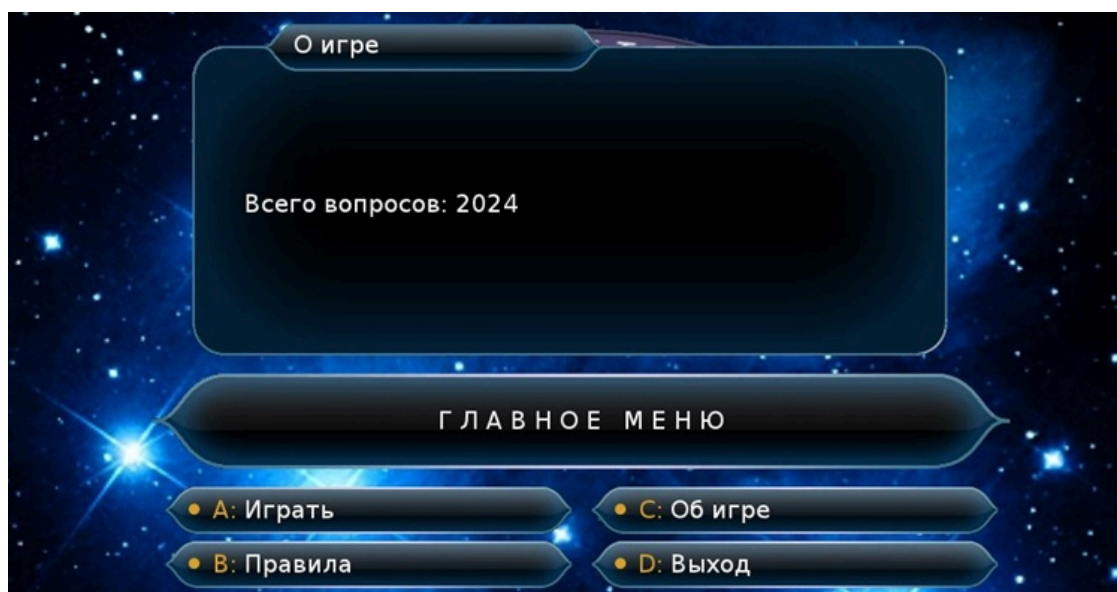 О игре
Всего вопросов: 2024
ГЛАВНОЕ МЕНЮ
A: Играть
C: Об игре
B: Правила
D: Выход